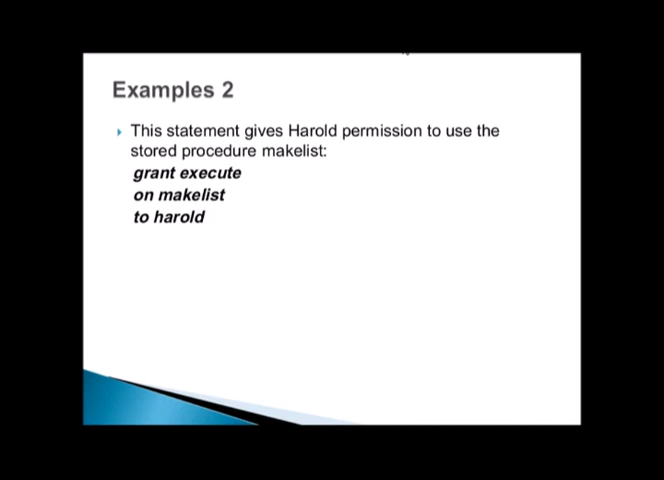 Examples 2
This statement gives Harold permission to use the
stored procedure makelist:
grant execute
on makelist
to harold